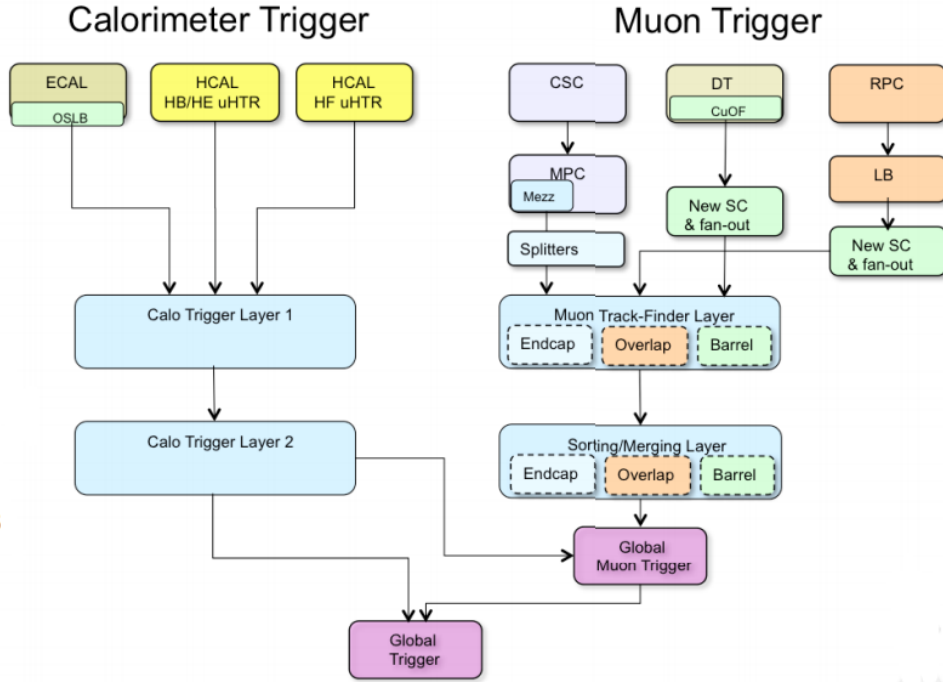 Calorimeter Trigger
Muon Trigger
ECAL
OSLB
HCAL
HB/HE uHTR
HCAL
HF uHTR
CSC
DT
CuOF
RPC
MPC
Mezz
LB
New SC
& fan-out
Splitters
New SC
& fan-out
Calo Trigger Layer 1
Muon Track-Finder Layer
Endcap
Overlap
Barrel
Calo Trigger Layer 2
Sorting/Merging Layer
Endcap
Overlap
Barrel
Global
Muon Trigger
Global
Trigger